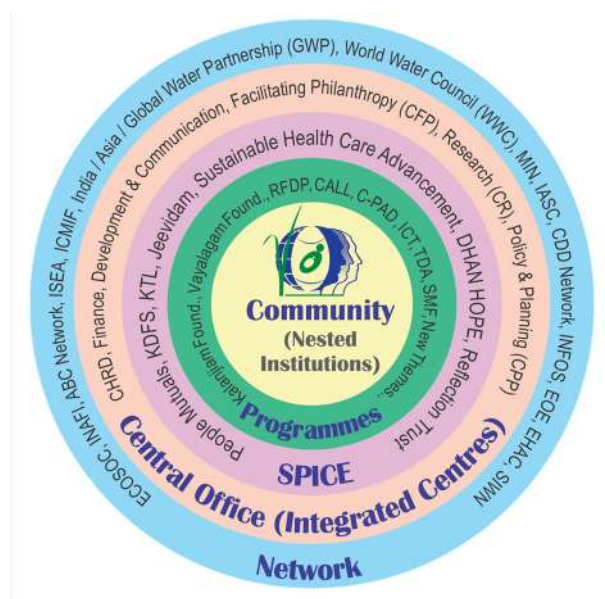 ECOSOC, INAFI, ABC Network, ISEA, ICMIF, India / Asia / Global Water Partnership (GWP), World Water Council (WWC), MIN, IASC, CDD Network, INFOS, EOE, EHAC, SIWN
CHRD, Finance, Development & Communication, Facilitating Philanthropy (CFP), Research (CR), Policy & Planning (CPP)
People Mutuals, KDFS, KTL, Jeevidam, Sustainable Health Care Advancement, DHAN HOPE, Reflection Trust
Kalanjiam Found., Vayalagam Found., RFDP, CALL, C-PAD, ICT, TDA, SMF, New Themes..
Community
(Nested
Institutions)
Programmes
SPICE
Central Office (Integrated Centres)
Network